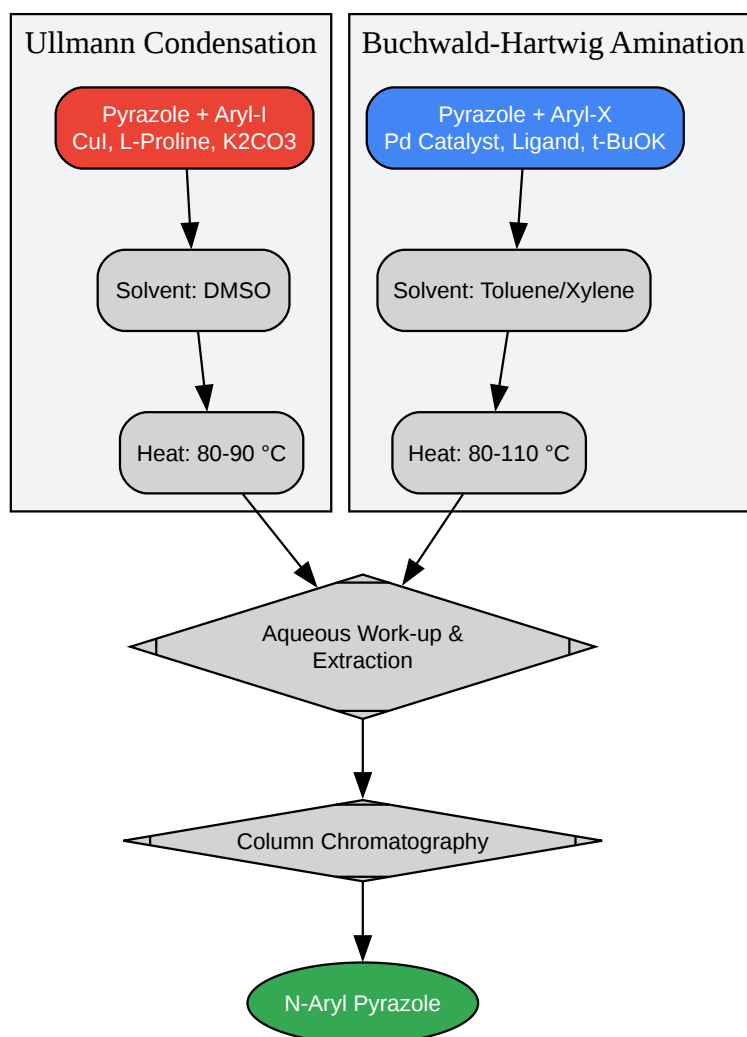 Ullmann Condensation
Pyrazole + Aryl-I
CuI, L-Proline, K2CO3
Solvent: DMSO
Heat: 80-90 °C
Buchwald-Hartwig Amination
Pyrazole + Aryl-X
Pd Catalyst, Ligand, t-BuOK
Solvent: Toluene/Xylene
Heat: 80-110 °C
Aqueous Work-up &
Extraction
Column Chromatography
N-Aryl Pyrazole